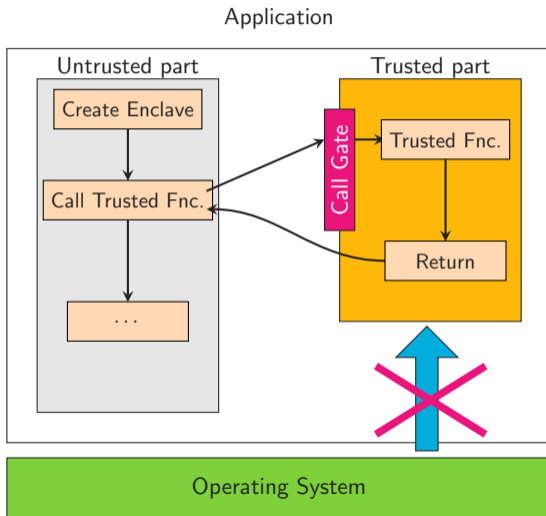 Application
Untrusted part
Trusted part
Create Enclave
Call Trusted Fnc.
...
Call Gate
Trusted Fnc.
Return
Operating System